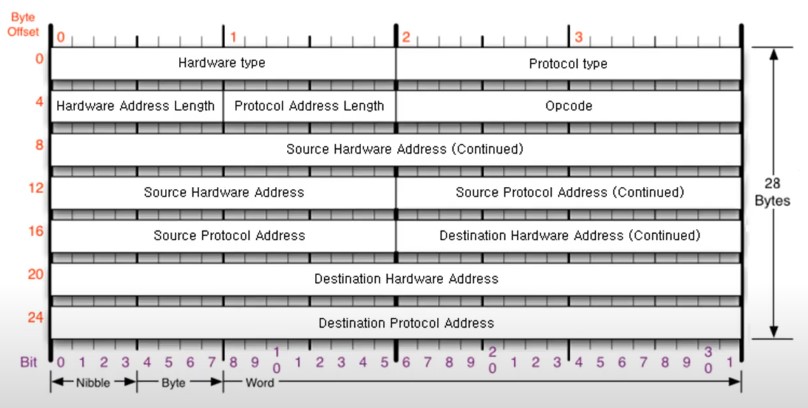 Byte
Offset
0 1 2 3
0 Hardware type Protocol type
4 Hardware Address Length Protocol Address Length Opcode
8 Source Hardware Address (Continued)
12 Source Hardware Address Source Protocol Address (Continued)
28
Bytes
16 Source Protocol Address Destination Hardware Address (Continued)
20 Destination Hardware Address
24 Destination Protocol Address
Bit 0 1 2 3 4 5 6 7 8 9 10 1 2 3 4 5 6 7 8 9 20 1 2 3 4 5 6 7 8 9 30 1
Nibble Byte Word